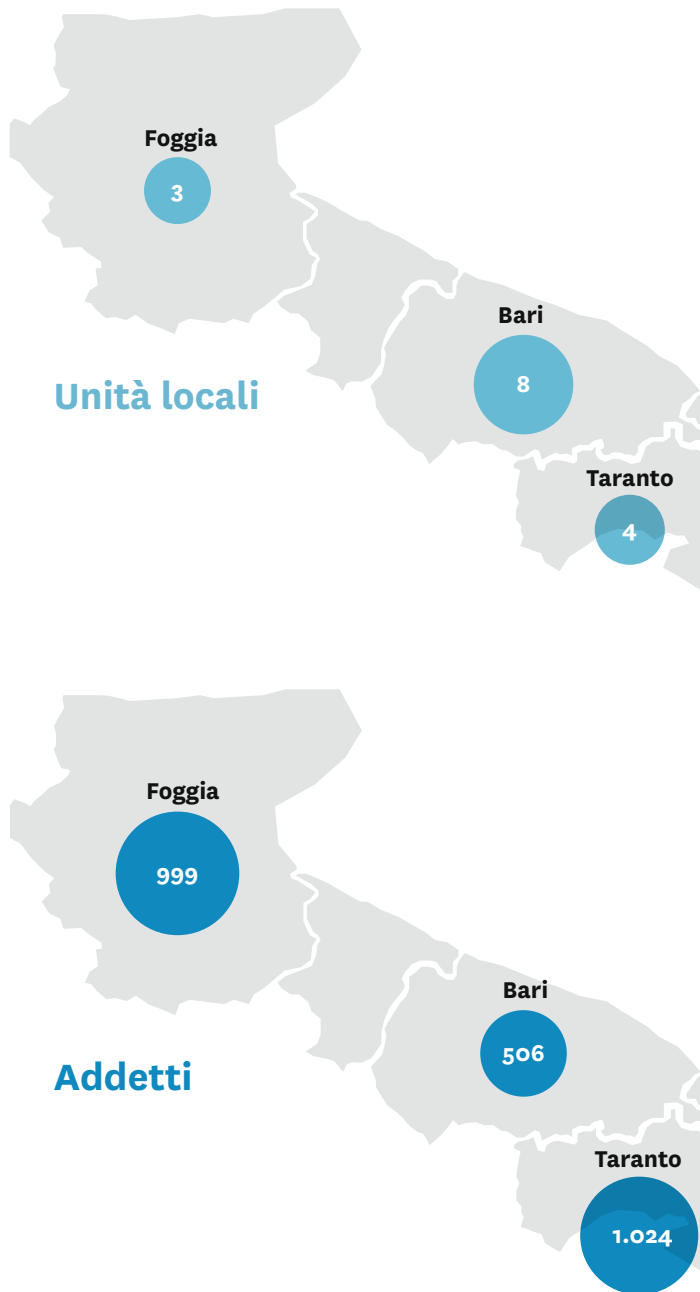 Foggia
3
Bari
8
Unità locali
Taranto
4
Foggia
999
Bari
506
Addetti
Taranto
1.024